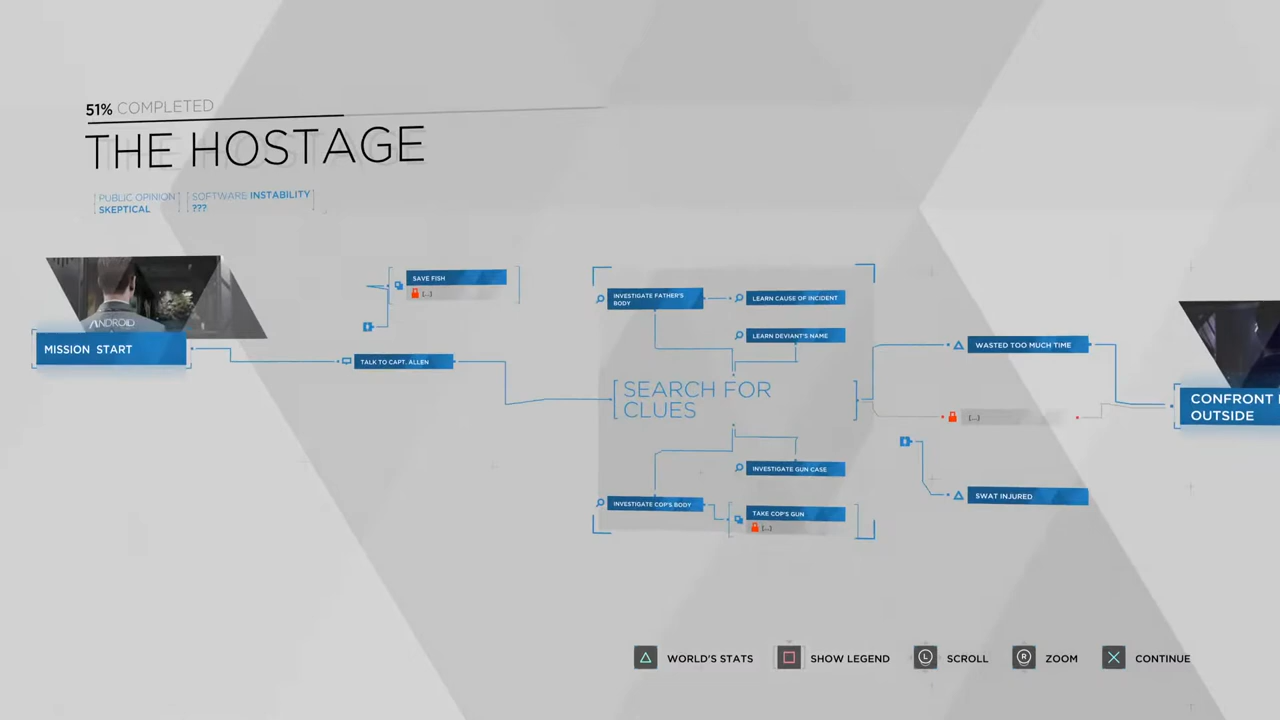 51% COMPLETED
THE HOSTAGE
PUBLIC OPINION
SKEPTICAL
SOFTWARE INSTABILITY
???
ANDROID
MISSION START
SAVE FISH
[...]
TALK TO CAPT. ALLEN
INVESTIGATE FATHER'S
BODY
LEARN CAUSE OF INCIDENT
LEARN DEVIANT'S NAME
SEARCH FOR
CLUES
INVESTIGATE GUN CASE
INVESTIGATE COP'S BODY
TAKE COP'S GUN
[...]
WASTED TOO MUCH TIME
[...]
SWAT INJURED
CONFRONT
OUTSIDE
WORLD'S STATS
SHOW LEGEND
L
SCROLL
R
ZOOM
CONTINUE